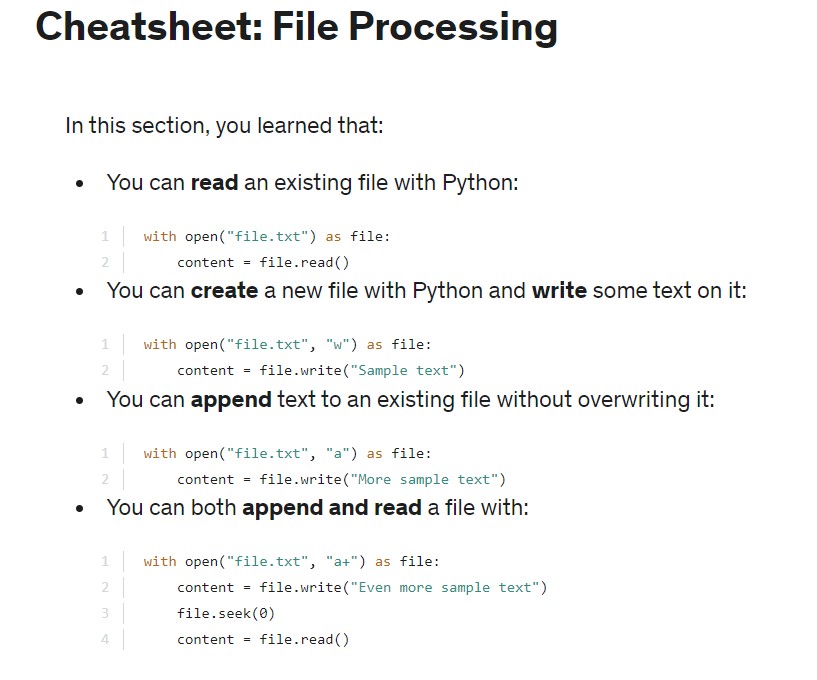 Cheatsheet: File Processing
In this section, you learned that:
• You can read an existing file with Python:
1 with open("file.txt") as file:
2     content = file.read()
• You can create a new file with Python and write some text on it:
1 with open("file.txt", "w") as file:
2     content = file.write("Sample text")
• You can append text to an existing file without overwriting it:
1 with open("file.txt", "a") as file:
2     content = file.write("More sample text")
• You can both append and read a file with:
1 with open("file.txt", "a+") as file:
2     content = file.write("Even more sample text")
3     file.seek(0)
4     content = file.read()